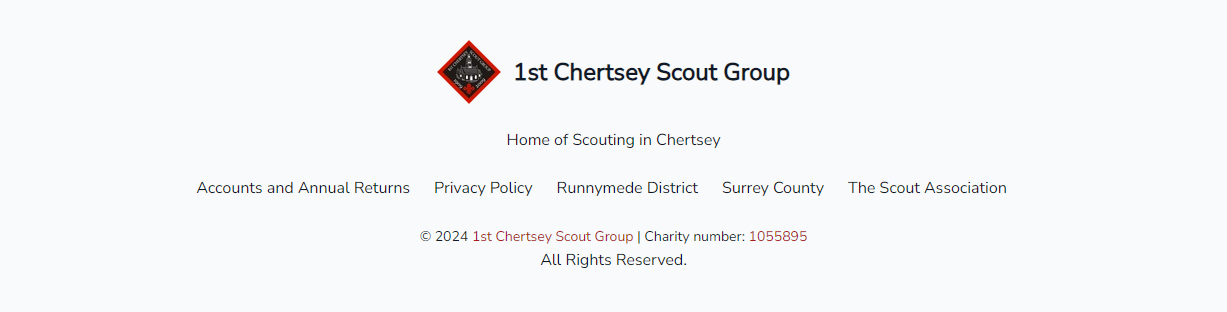 1st Chertsey Scout Group
Home of Scouting in Chertsey
Accounts and Annual Returns Privacy Policy Runnymede District Surrey County The Scout Association
© 2024 1st Chertsey Scout Group | Charity number: 1055895
All Rights Reserved.